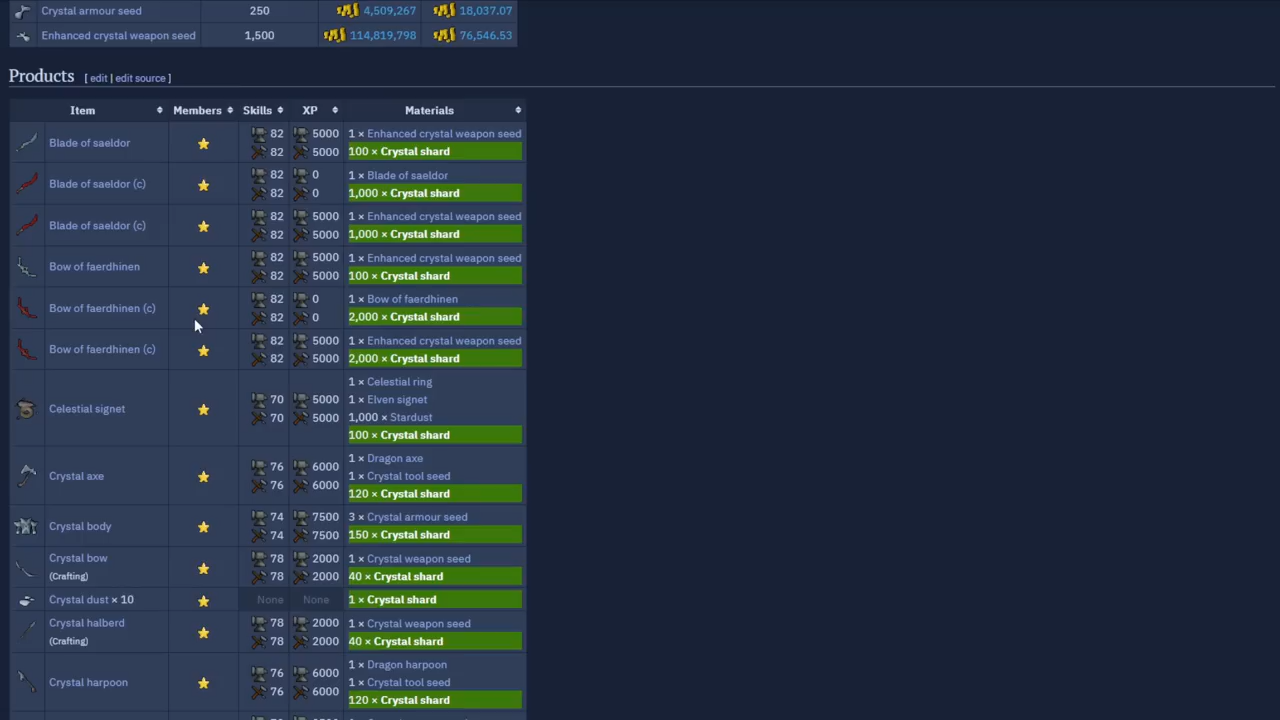 Crystal armour seed 250 4,509,267 18,037.07
Enhanced crystal weapon seed 1,500 114,819,798 76,546.53
Products [ edit | edit source ]
Item Members Skills XP Materials
Blade of saeldor 82 5000 1 × Enhanced crystal weapon seed
82 5000 100 × Crystal shard
Blade of saeldor (c) 82 0 1 × Blade of saeldor
82 0 1,000 × Crystal shard
Blade of saeldor (c) 82 5000 1 × Enhanced crystal weapon seed
82 5000 1,000 × Crystal shard
Bow of faerdhinen 82 5000 1 × Enhanced crystal weapon seed
82 5000 100 × Crystal shard
Bow of faerdhinen (c) 82 0 1 × Bow of faerdhinen
82 0 2,000 × Crystal shard
Bow of faerdhinen (c) 82 5000 1 × Enhanced crystal weapon seed
82 5000 2,000 × Crystal shard
1 × Celestial ring
Celestial signet 70 5000 1 × Elven signet
70 5000 1,000 × Stardust
100 × Crystal shard
1 × Dragon axe
Crystal axe 76 6000 1 × Crystal tool seed
76 6000 120 × Crystal shard
Crystal body 74 7500 3 × Crystal armour seed
74 7500 150 × Crystal shard
Crystal bow 78 2000 1 × Crystal weapon seed
(Crafting) 78 2000 40 × Crystal shard
Crystal dust × 10 None None 1 × Crystal shard
Crystal halberd 78 2000 1 × Crystal weapon seed
(Crafting) 78 2000 40 × Crystal shard
1 × Dragon harpoon
Crystal harpoon 76 6000 1 × Crystal tool seed
76 6000 120 × Crystal shard